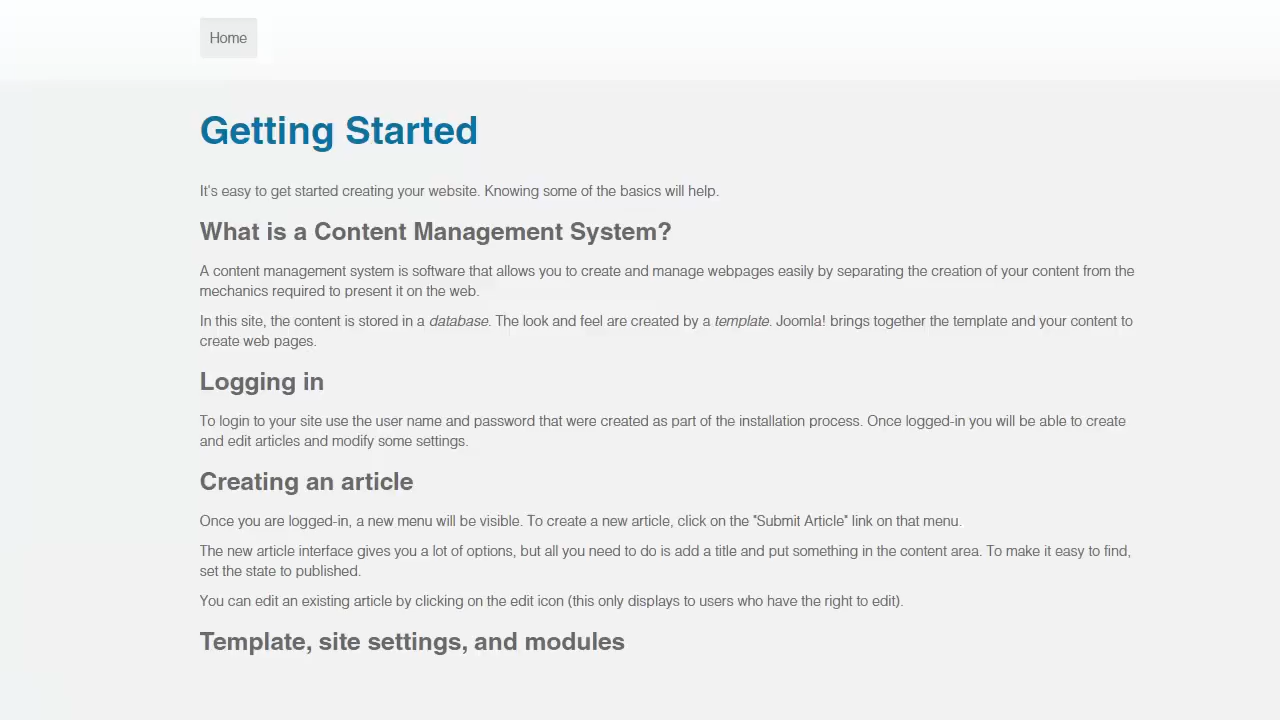 Home
Getting Started
It's easy to get started creating your website. Knowing some of the basics will help.
What is a Content Management System?
A content management system is software that allows you to create and manage webpages easily by separating the creation of your content from the
mechanics required to present it on the web.
In this site, the content is stored in a database. The look and feel are created by a template. Joomla! brings together the template and your content to
create web pages.
Logging in
To login to your site use the user name and password that were created as part of the installation process. Once logged-in you will be able to create
and edit articles and modify some settings.
Creating an article
Once you are logged-in, a new menu will be visible. To create a new article, click on the "Submit Article" link on that menu.
The new article interface gives you a lot of options, but all you need to do is add a title and put something in the content area. To make it easy to find,
set the state to published.
You can edit an existing article by clicking on the edit icon (this only displays to users who have the right to edit).
Template, site settings, and modules